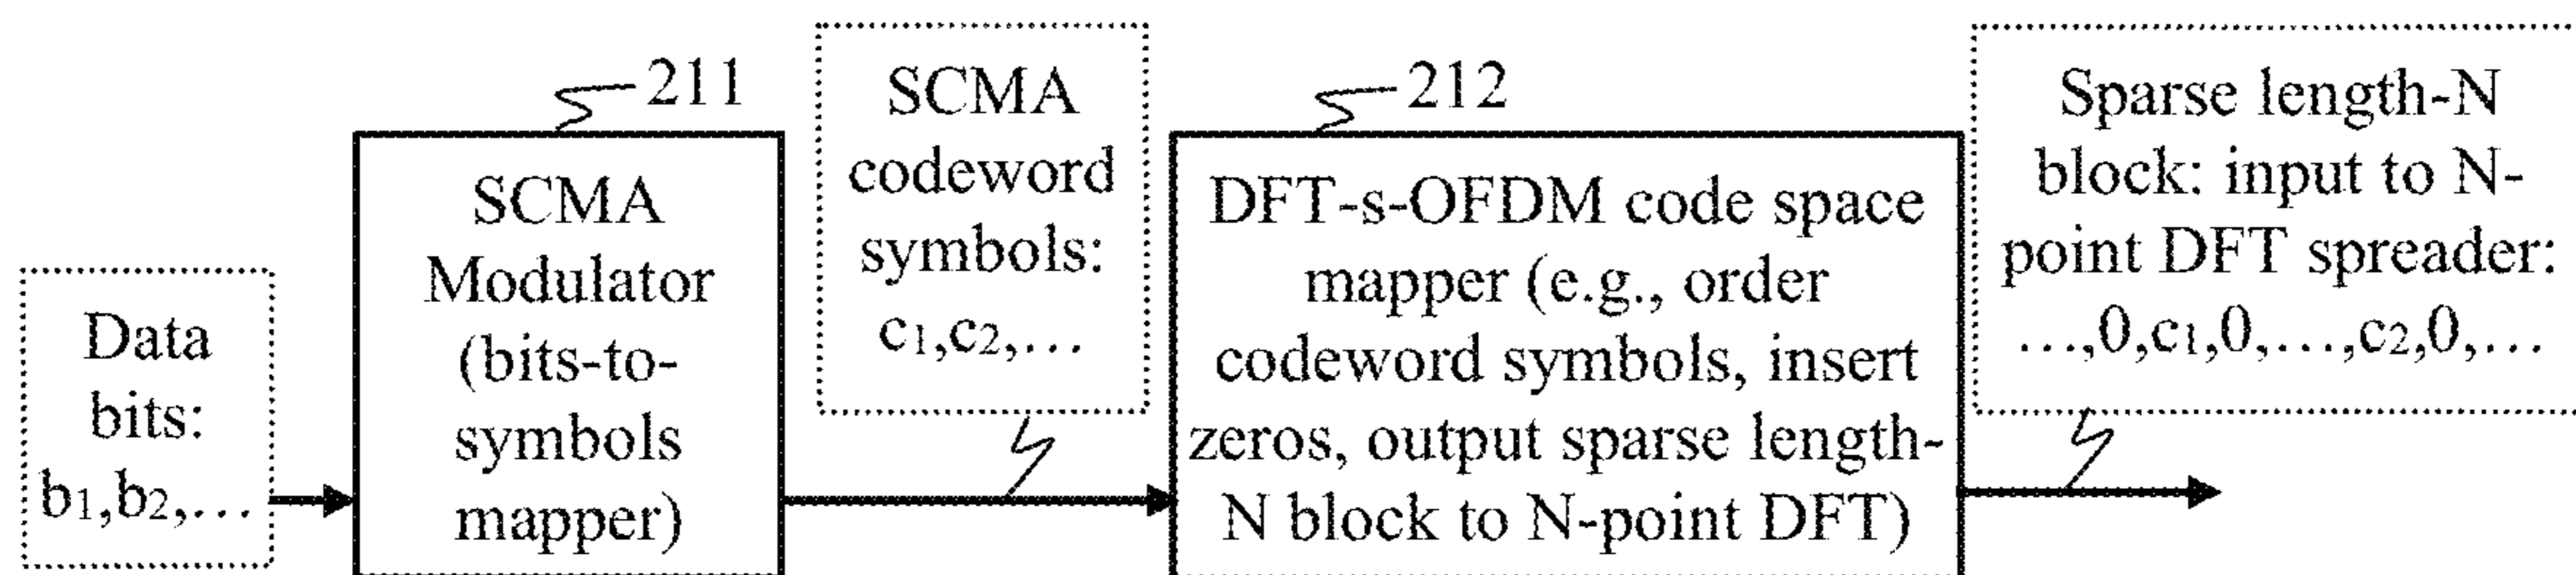 Data
bits:
b1,b2,…
211
SCMA
Modulator
(bits-to-
symbols
mapper)
SCMA
codeword
symbols:
c1,c2,…
212
DFT-s-OFDM code space
mapper (e.g., order
codeword symbols, insert
zeros, output sparse length-
N block to N-point DFT)
Sparse length-N
block: input to N-
point DFT spreader:
…,0,c1,0,…,c2,0,…